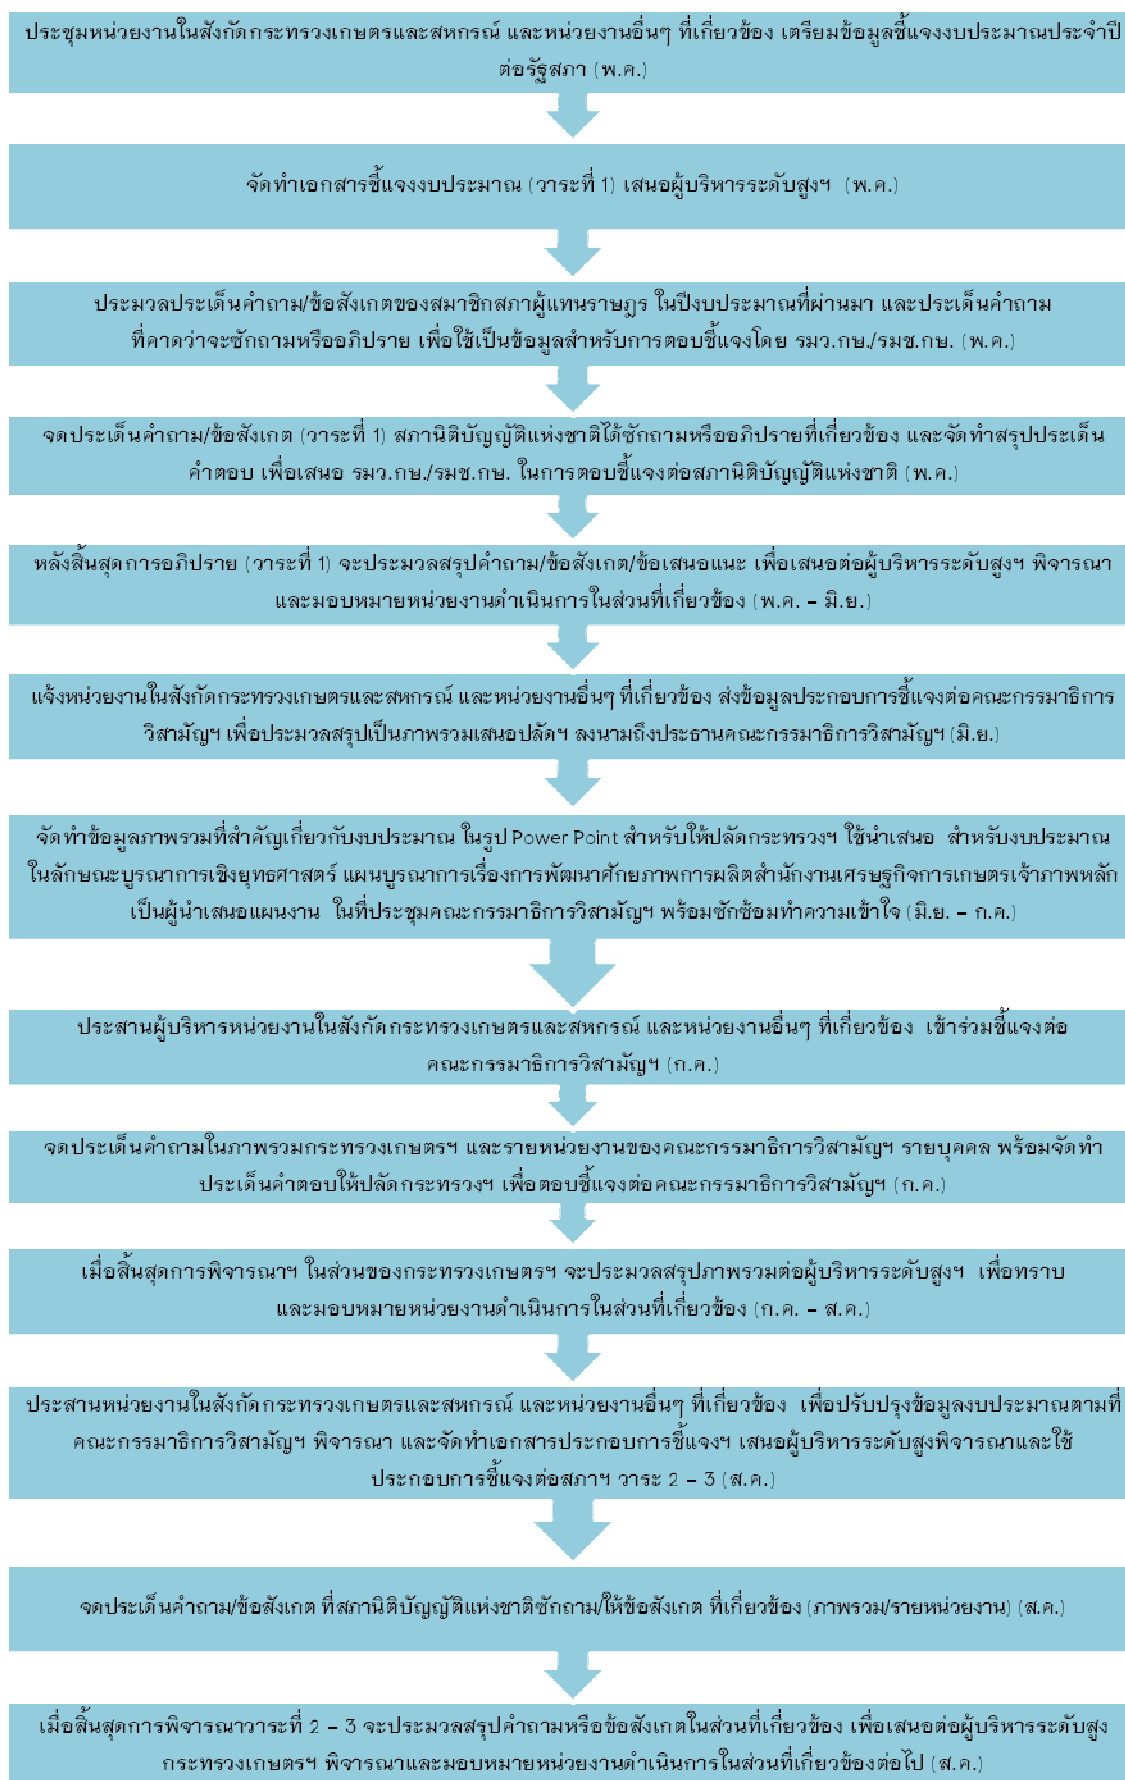 ประชุมหน่วยงานในสังกัดกระทรวงเกษตรและสหกรณ์ และหน่วยงานอื่นๆ ที่เกี่ยวข้อง เตรียมข้อมูลชี้แจงงบประมาณประจำปี
ต่อรัฐสภา (พ.ค.)
จัดทำเอกสารชี้แจงงบประมาณ (วาระที่ 1) เสนอผู้บริหารระดับสูงฯ (พ.ค.)
ประมวลประเด็นคำถาม/ข้อสังเกตของสมาชิกสภาผู้แทนราษฎร ในปีงบประมาณที่ผ่านมา และประเด็นคำถาม
ที่คาดว่าจะซักถามหรืออภิปราย เพื่อใช้เป็นข้อมูลสำหรับการตอบชี้แจงโดย รมว.กษ./รมช.กษ. (พ.ค.)
จดประเด็นคำถาม/ข้อสังเกต (วาระที่ 1) สภานิติบัญญัติแห่งชาติได้ซักถามหรืออภิปรายที่เกี่ยวข้อง และจัดทำสรุปประเด็น
คำตอบ เพื่อเสนอ รมว.กษ./รมช.กษ. ในการตอบชี้แจงต่อสภานิติบัญญัติแห่งชาติ (พ.ค.)
หลังสิ้นสุดการอภิปราย (วาระที่ 1) จะประมวลสรุปคำถาม/ข้อสังเกต/ข้อเสนอแนะ เพื่อเสนอต่อผู้บริหารระดับสูงฯ พิจารณา
และมอบหมายหน่วยงานดำเนินการในส่วนที่เกี่ยวข้อง (พ.ค. – มิ.ย.)
แจ้งหน่วยงานในสังกัดกระทรวงเกษตรและสหกรณ์ และหน่วยงานอื่นๆ ที่เกี่ยวข้อง ส่งข้อมูลประกอบการชี้แจงต่อคณะกรรมาธิการ
วิสามัญฯ เพื่อประมวลสรุปเป็นภาพรวมเสนอปลัดฯ ลงนามถึงประธานคณะกรรมาธิการวิสามัญฯ (มิ.ย.)
จัดทำข้อมูลภาพรวมที่สำคัญเกี่ยวกับงบประมาณ ในรูป Power Point สำหรับให้ปลัดกระทรวงฯ ใช้นำเสนอ สำหรับงบประมาณ
ในลักษณะบูรณาการเชิงยุทธศาสตร์ แผนบูรณาการเรื่องการพัฒนาศักยภาพการผลิตสำนักงานเศรษฐกิจการเกษตรเจ้าภาพหลัก
เป็นผู้นำเสนอแผนงาน ในที่ประชุมคณะกรรมาธิการวิสามัญฯ พร้อมซักซ้อมทำความเข้าใจ (มิ.ย. – ก.ค.)
ประสานผู้บริหารหน่วยงานในสังกัดกระทรวงเกษตรและสหกรณ์ และหน่วยงานอื่นๆ ที่เกี่ยวข้อง เข้าร่วมชี้แจงต่อ
คณะกรรมาธิการวิสามัญฯ (ก.ค.)
จดประเด็นคำถามในภาพรวมกระทรวงเกษตรฯ และรายหน่วยงานของคณะกรรมาธิการวิสามัญฯ รายบุคคล พร้อมจัดทำ
ประเด็นคำตอบให้ปลัดกระทรวงฯ เพื่อตอบชี้แจงต่อคณะกรรมาธิการวิสามัญฯ (ก.ค.)
เมื่อสิ้นสุดการพิจารณาฯ ในส่วนของกระทรวงเกษตรฯ จะประมวลสรุปภาพรวมต่อผู้บริหารระดับสูงฯ เพื่อทราบ
และมอบหมายหน่วยงานดำเนินการในส่วนที่เกี่ยวข้อง (ก.ค. – ส.ค.)
ประสานหน่วยงานในสังกัดกระทรวงเกษตรและสหกรณ์ และหน่วยงานอื่นๆ ที่เกี่ยวข้อง เพื่อปรับปรุงข้อมูลงบประมาณตามที่
คณะกรรมาธิการวิสามัญฯ พิจารณา และจัดทำเอกสารประกอบการชี้แจงฯ เสนอผู้บริหารระดับสูงพิจารณาและใช้
ประกอบการชี้แจงต่อสภาฯ วาระ 2 – 3 (ส.ค.)
จดประเด็นคำถาม/ข้อสังเกต ที่สภานิติบัญญัติแห่งชาติซักถาม/ให้ข้อสังเกต ที่เกี่ยวข้อง (ภาพรวม/รายหน่วยงาน) (ส.ค.)
เมื่อสิ้นสุดการพิจารณาวาระที่ 2 – 3 จะประมวลสรุปคำถามหรือข้อสังเกตในส่วนที่เกี่ยวข้อง เพื่อเสนอต่อผู้บริหารระดับสูง
กระทรวงเกษตรฯ พิจารณาและมอบหมายหน่วยงานดำเนินการในส่วนที่เกี่ยวข้องต่อไป (ส.ค.)